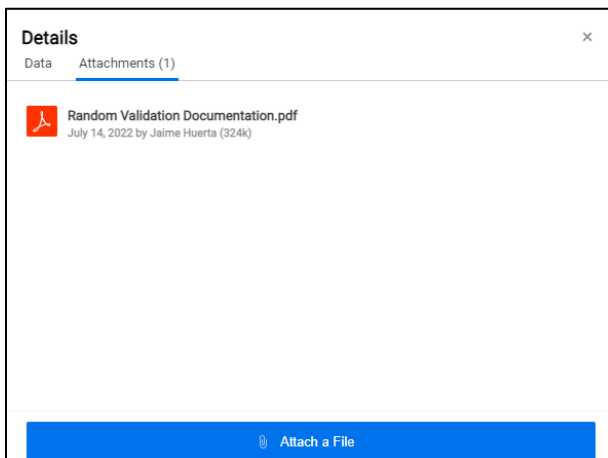 Details
×
Data Attachments (1)
Random Validation Documentation.pdf
July 14, 2022 by Jaime Huerta (324k)
Attach a File